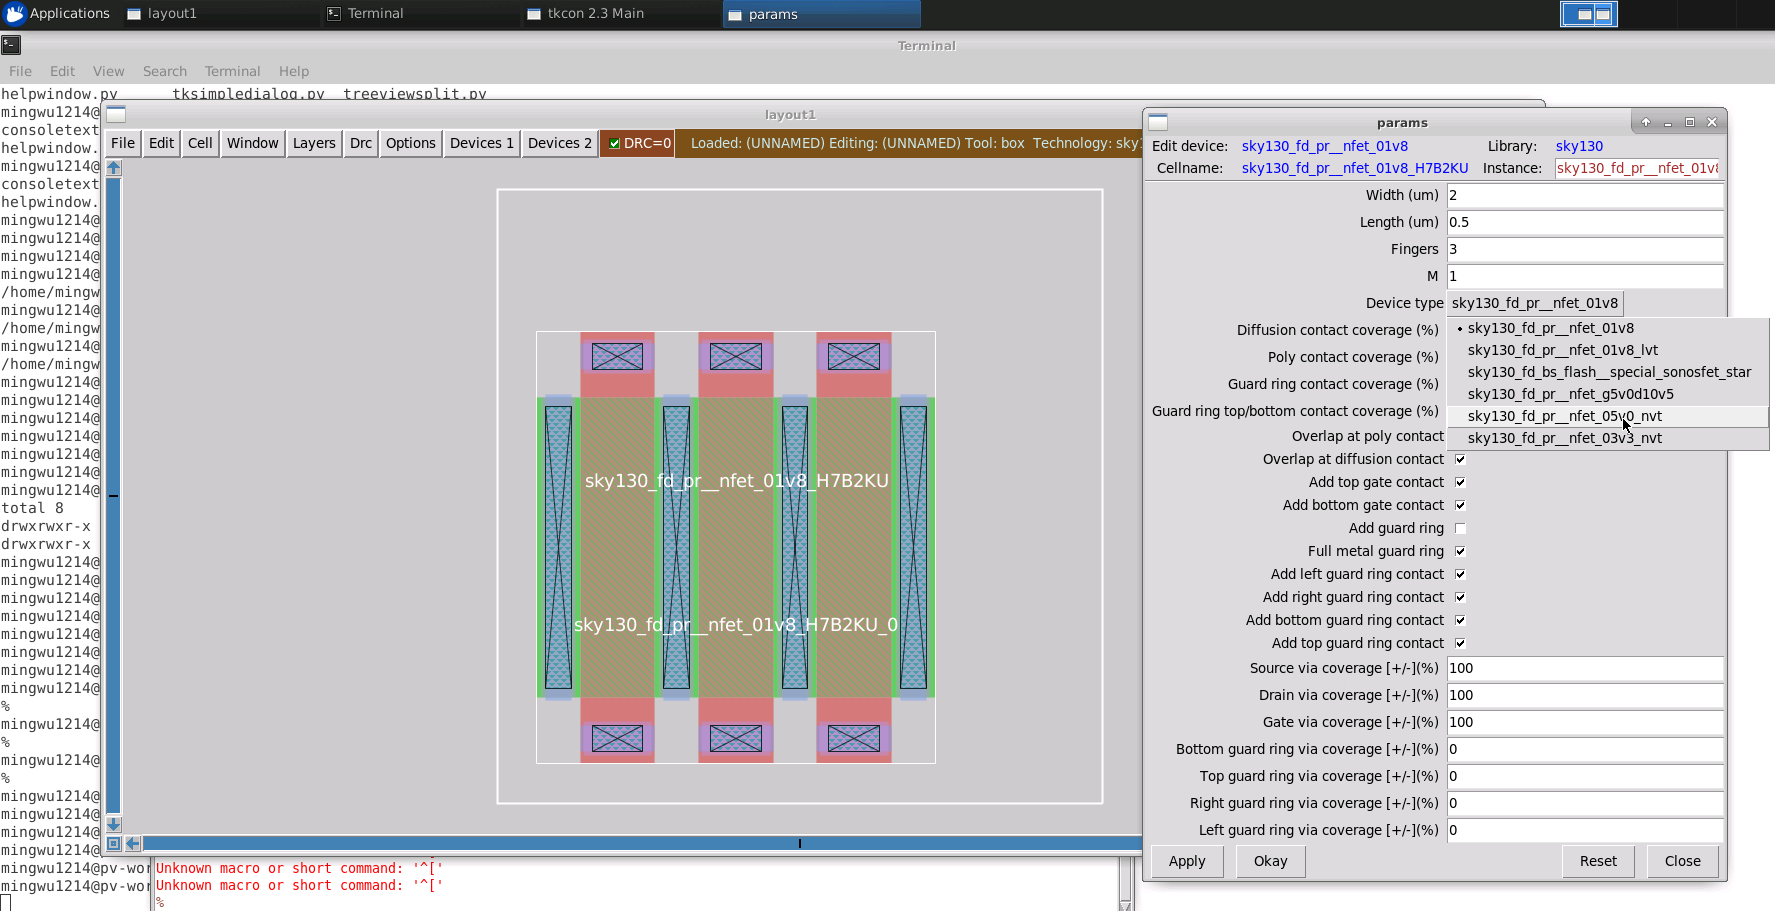 Applications
layout1
Terminal
tkcon 2.3 Main
params
Terminal
File Edit View Search Terminal Help
helpwindow.py tksimpledialog.py treeviewsplit.py
mingwu1214@
consoletext
helpwindow.
mingwu1214@
consoletext
helpwindow.
mingwu1214@
mingwu1214@
mingwu1214@
mingwu1214@
/home/mingw
mingwu1214@
/home/mingw
mingwu1214@
/home/mingw
mingwu1214@
mingwu1214@
mingwu1214@
mingwu1214@
mingwu1214@
mingwu1214@
mingwu1214@
total 8
drwxrwxr-x
drwxrwxr-x
mingwu1214@
mingwu1214@
mingwu1214@
mingwu1214@
mingwu1214@
mingwu1214@
mingwu1214@
mingwu1214@
%
mingwu1214@
%
mingwu1214@
%
mingwu1214@
mingwu1214@
mingwu1214@
mingwu1214@
mingwu1214@pv-wor
mingwu1214@pv-wor
layout1
File Edit Cell Window Layers Drc Options Devices 1 Devices 2 DRC=0 Loaded: (UNNAMED) Editing: (UNNAMED) Tool: box Technology: sky1
sky130_fd_pr__nfet_01v8_H7B2KU
sky130_fd_pr__nfet_01v8_H7B2KU_0
Unknown macro or short command: '^['
Unknown macro or short command: '^['
%
params
Edit device: sky130_fd_pr__nfet_01v8 Library: sky130
Cellname: sky130_fd_pr__nfet_01v8_H7B2KU Instance: sky130_fd_pr__nfet_01v8
Width (um) 2
Length (um) 0.5
Fingers 3
M 1
Device type sky130_fd_pr__nfet_01v8
Diffusion contact coverage (%)
Poly contact coverage (%)
Guard ring contact coverage (%)
Guard ring top/bottom contact coverage (%)
Overlap at poly contact
sky130_fd_pr__nfet_01v8
sky130_fd_pr__nfet_01v8_lvt
sky130_fd_bs_flash__special_sonosfet_star
sky130_fd_pr__nfet_g5v0d10v5
sky130_fd_pr__nfet_05v0_nvt
sky130_fd_pr__nfet_03v3_nvt
Overlap at diffusion contact
Add top gate contact
Add bottom gate contact
Add guard ring
Full metal guard ring
Add left guard ring contact
Add right guard ring contact
Add bottom guard ring contact
Add top guard ring contact
Source via coverage [+/-](%) 100
Drain via coverage [+/-](%) 100
Gate via coverage [+/-](%) 100
Bottom guard ring via coverage [+/-](%) 0
Top guard ring via coverage [+/-](%) 0
Right guard ring via coverage [+/-](%) 0
Left guard ring via coverage [+/-](%) 0
Apply Okay Reset Close